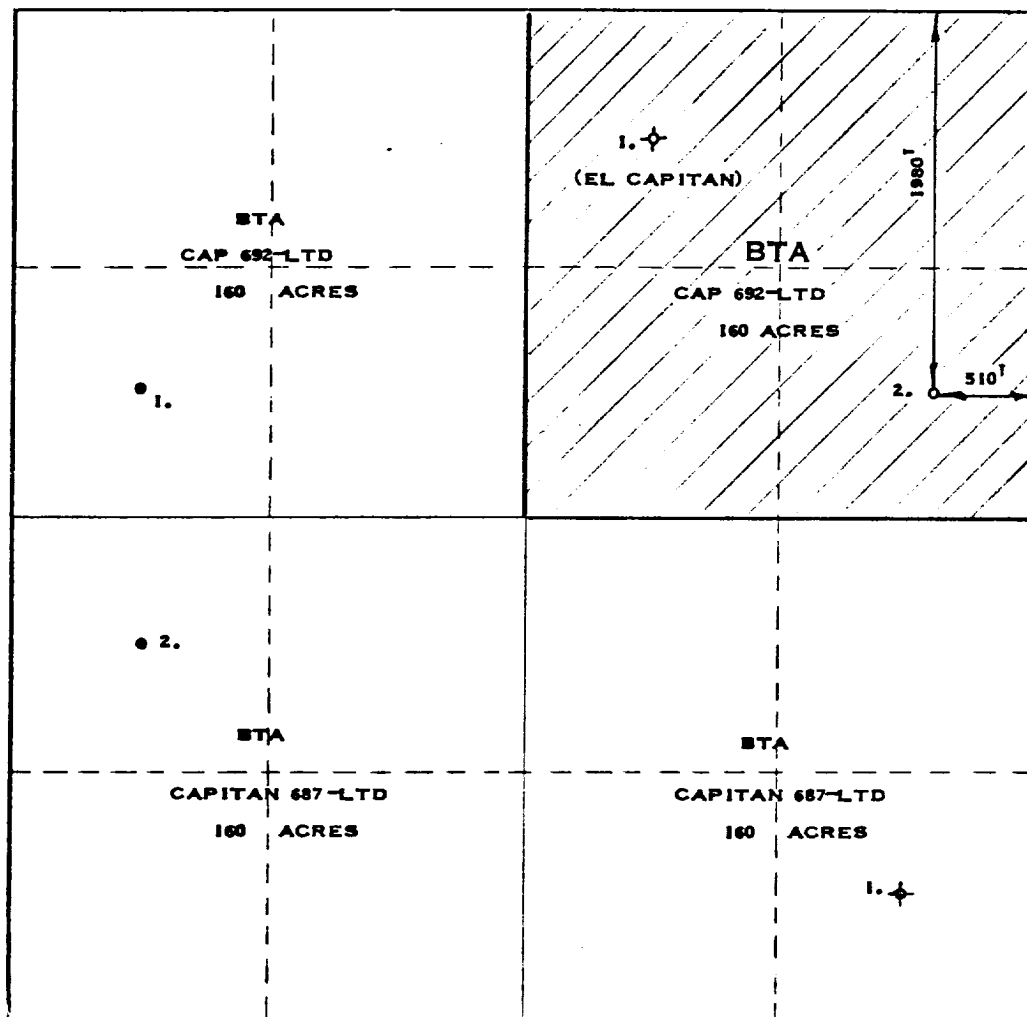 BTA
CAP 692-LTD
160 ACRES
1.
1.
(EL CAPITAN)
BTA
CAP 692-LTD
160 ACRES
1980'
2.
510'
2.
BTA
CAPITAN 687-LTD
160 ACRES
BTA
CAPITAN 687-LTD
160 ACRES
1.